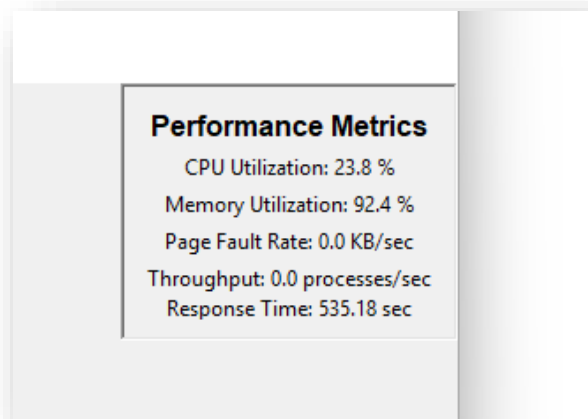 Performance Metrics
CPU Utilization: 23.8 %
Memory Utilization: 92.4 %
Page Fault Rate: 0.0 KB/sec
Throughput: 0.0 processes/sec
Response Time: 535.18 sec